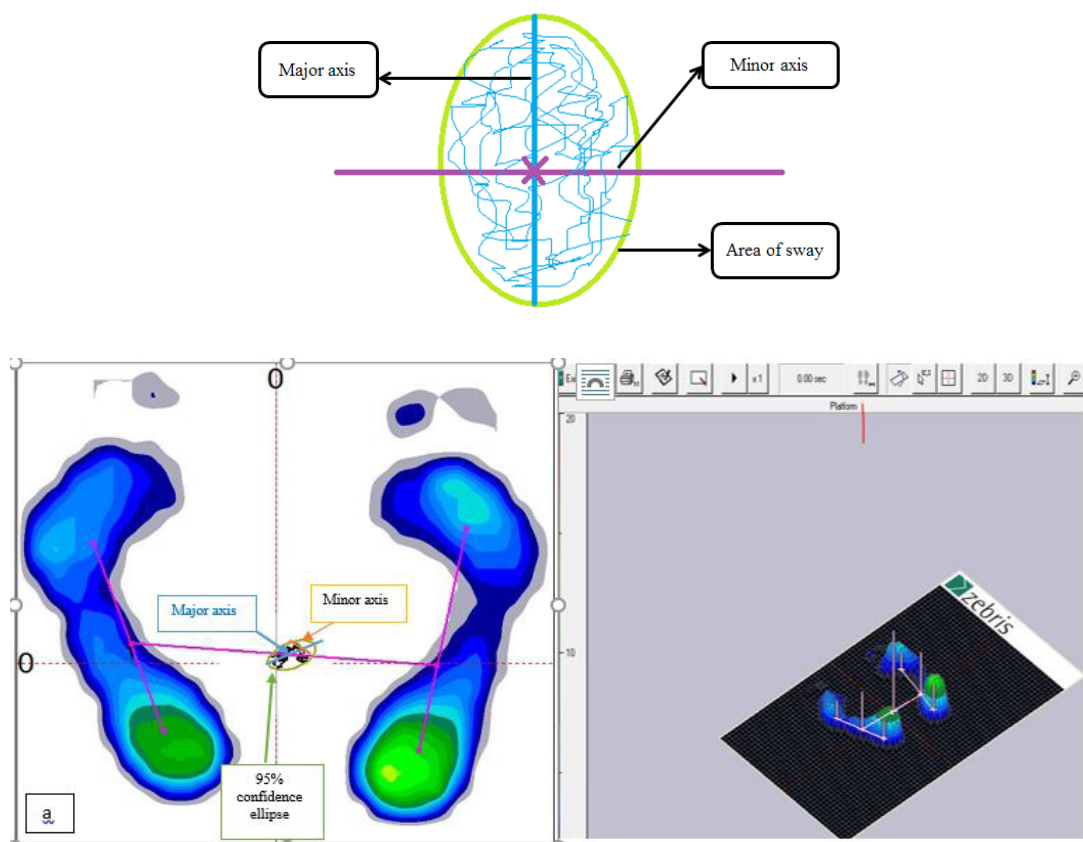 Major axis
Minor axis
Area of sway
0
Major axis
Minor axis
0
95%
confidence
ellipse
a
x1
0.00 sec
2D
3D
Platform
20
10
zebris